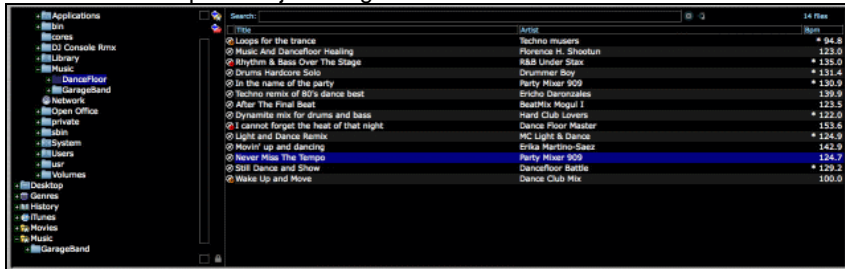 Applications
bin
cores
DJ Console Rmx
Library
Music
DanceFloor
GarageBand
Network
Open Office
private
sbin
System
Users
usr
Volumes
Desktop
Genres
History
iTunes
Movies
Music
GarageBand
Search: 14 files
Title Artist Bpm
Loops for the trance Techno musers * 94.8
Music And Dancefloor Healing Florence H. Shootun 123.0
Rhythm & Bass Over The Stage R&B Under Stax * 135.0
Drums Hardcore Solo Drummer Boy * 131.4
In the name of the party Party Mixer 909 * 130.9
Techno remix of 80's dance best Ericho Daronzales 139.9
After The Final Beat BeatMix Mogul I 123.5
Dynamite mix for drums and bass Hard Club Lovers * 122.0
I cannot forget the heat of that night Dance Floor Master 153.6
Light and Dance Remix MC Light & Dance * 124.9
Movin' up and dancing Erika Martino-Saez 142.9
Never Miss The Tempo Party Mixer 909 124.7
Still Dance and Show Dancefloor Battle * 129.2
Wake Up and Move Dance Club Mix 100.0